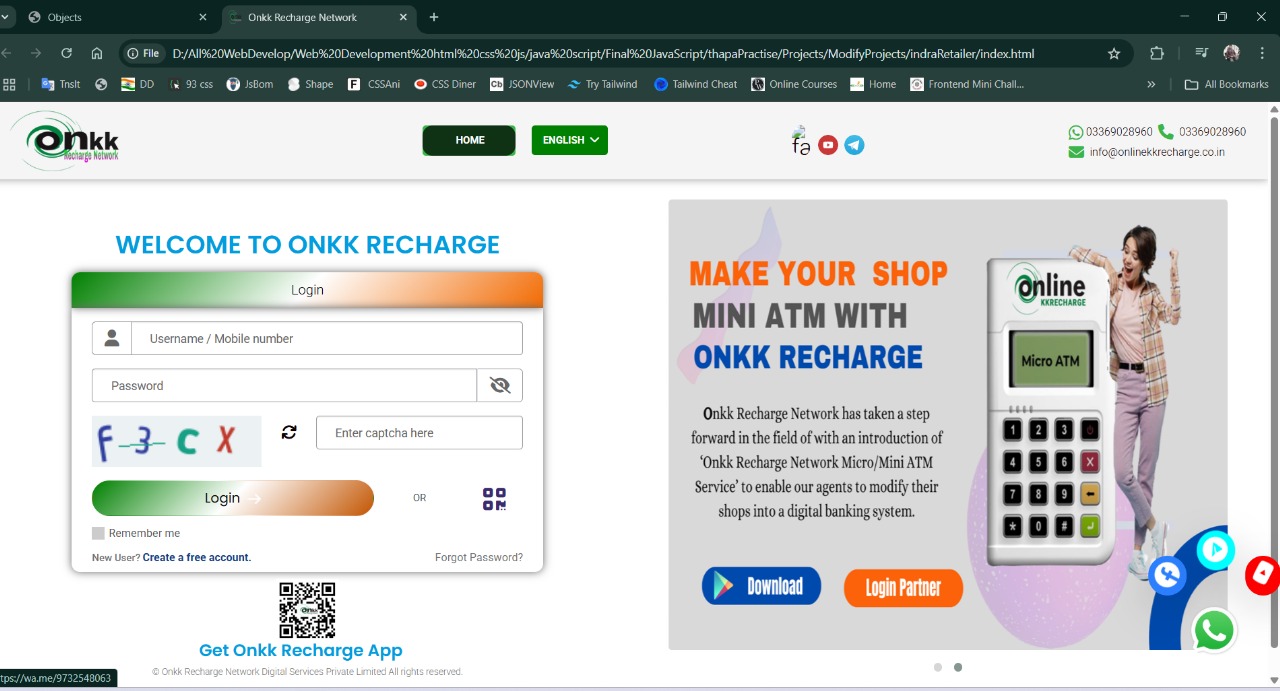 Objects
Onkk Recharge Network
File
D:/All%20WebDevelop/Web%20Js%20Development%20html%20css%20js/java%20script/Final%20JavaScript/thapaPractise/Projects/ModifyProjects/indraRetailer/index.html
Tnslt
DD
93 css
JsBom
Shape
CSSAni
CSS Diner
JSONView
Try Tailwind
Tailwind Cheat
Online Courses
Home
Frontend Mini Chall...
All Bookmarks
onkk
Recharge Network
HOME
ENGLISH
fa
03369028960
03369028960
info@onlinekkrecharge.co.in
WELCOME TO ONKK RECHARGE
Login
Username / Mobile number
Password
F 3 C X
Enter captcha here
Login →
OR
Remember me
New User? Create a free account.
Forgot Password?
Get Onkk Recharge App
© Onkk Recharge Network Digital Services Private Limited All rights reserved.
tps://wa.me/9732548063
MAKE YOUR SHOP
MINI ATM WITH
ONKK RECHARGE
Onkk Recharge Network has taken a step
forward in the field of with an introduction of
‘Onkk Recharge Network Micro/Mini ATM
Service’ to enable our agents to modify their
shops into a digital banking system.
Download
Login Partner
Online
KKRECHARGE
Micro ATM
1 2 3
4 5 6 X
7 8 9
* 0 #